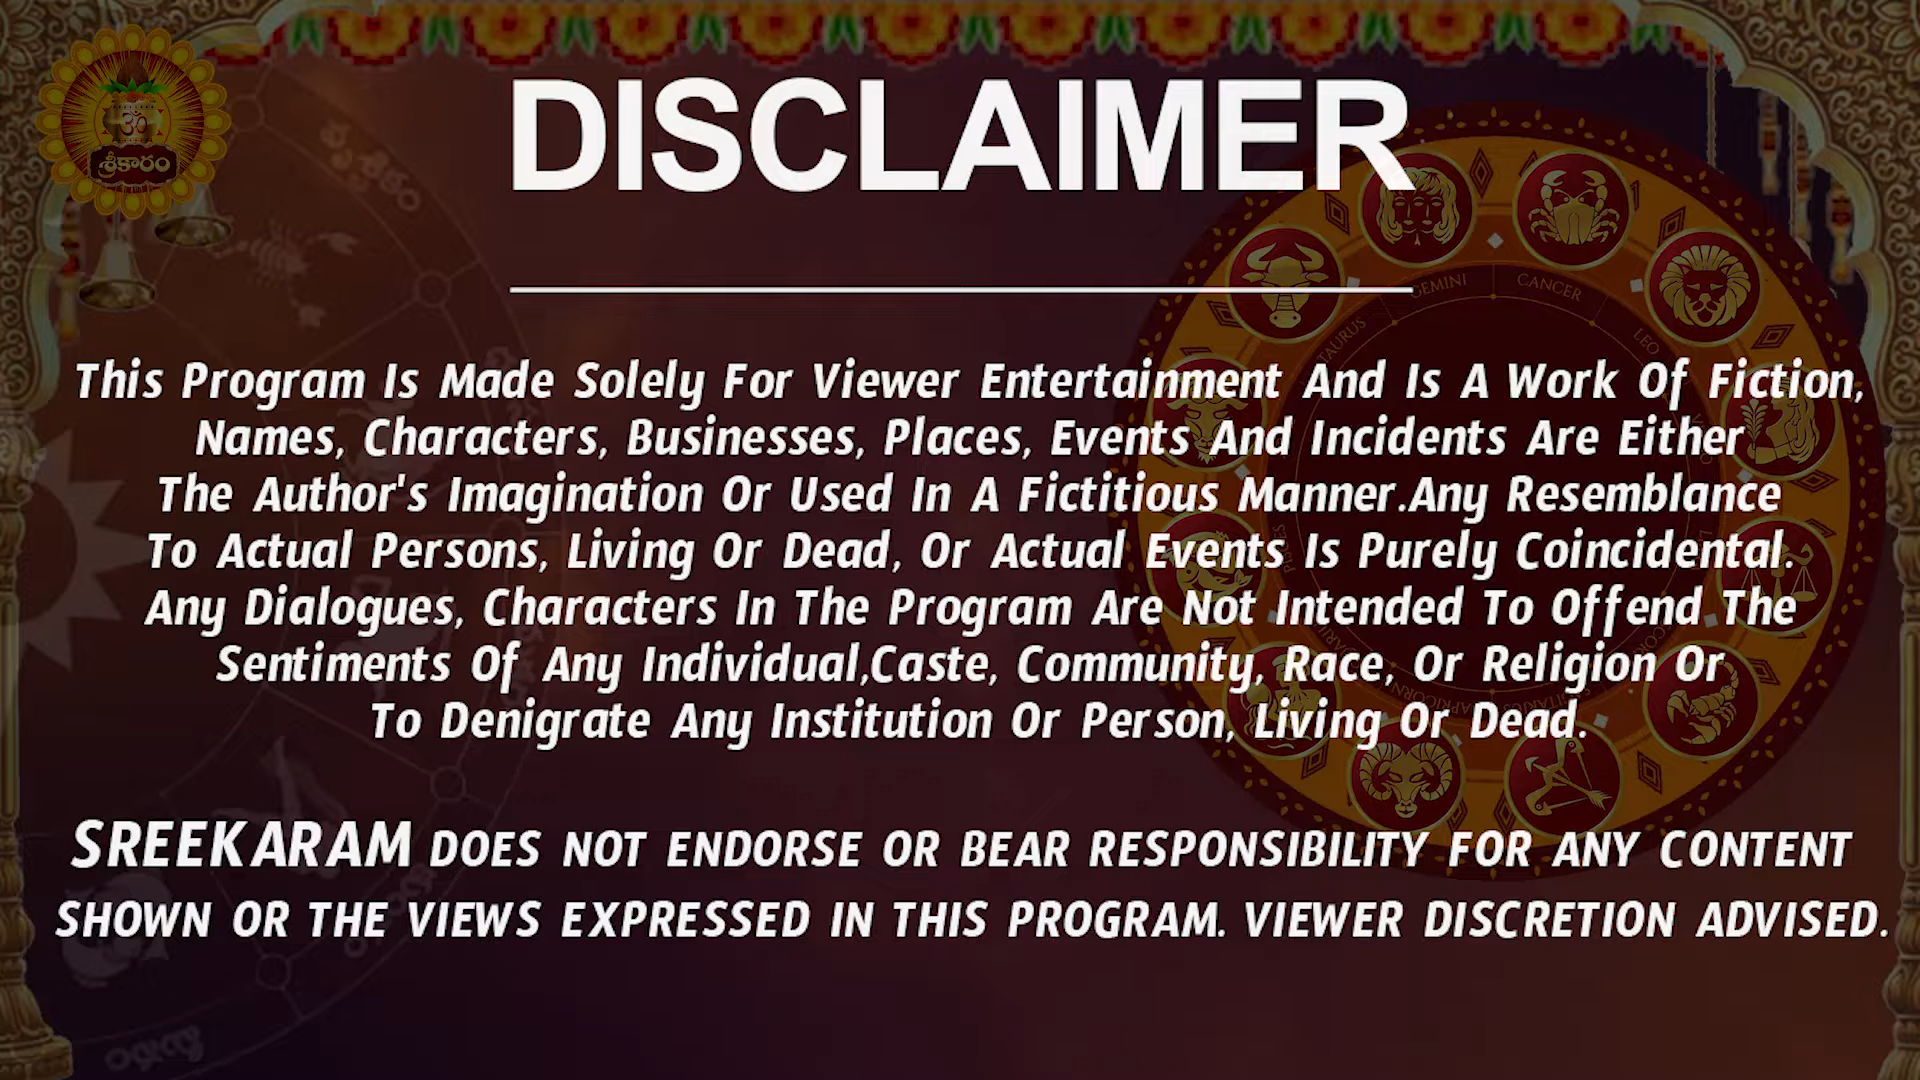 శ్రీకారం
DISCLAIMER
GEMINI
CANCER
TAURUS
LEO
This Program Is Made Solely For Viewer Entertainment And Is A Work Of Fiction,
Names, Characters, Businesses, Places, Events And Incidents Are Either
The Author's Imagination Or Used In A Fictitious Manner.Any Resemblance
To Actual Persons, Living Or Dead, Or Actual Events Is Purely Coincidental.
Any Dialogues, Characters In The Program Are Not Intended To Offend The
Sentiments Of Any Individual,Caste, Community, Race, Or Religion Or
To Denigrate Any Institution Or Person, Living Or Dead.
SREEKARAM DOES NOT ENDORSE OR BEAR RESPONSIBILITY FOR ANY CONTENT
SHOWN OR THE VIEWS EXPRESSED IN THIS PROGRAM. VIEWER DISCRETION ADVISED.